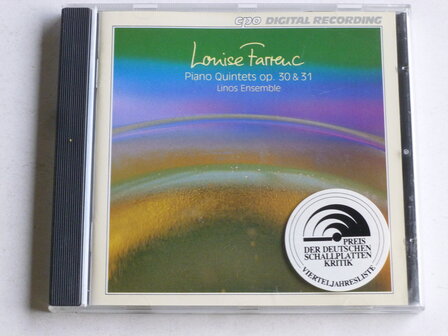 cpo DIGITAL RECORDING
Louise Farrenc
Piano Quintets op. 30 & 31
Linos Ensemble
PREIS
DER DEUTSCHEN
SCHALLPLATTEN
KRITIK
VIERTELJAHRESLISTE